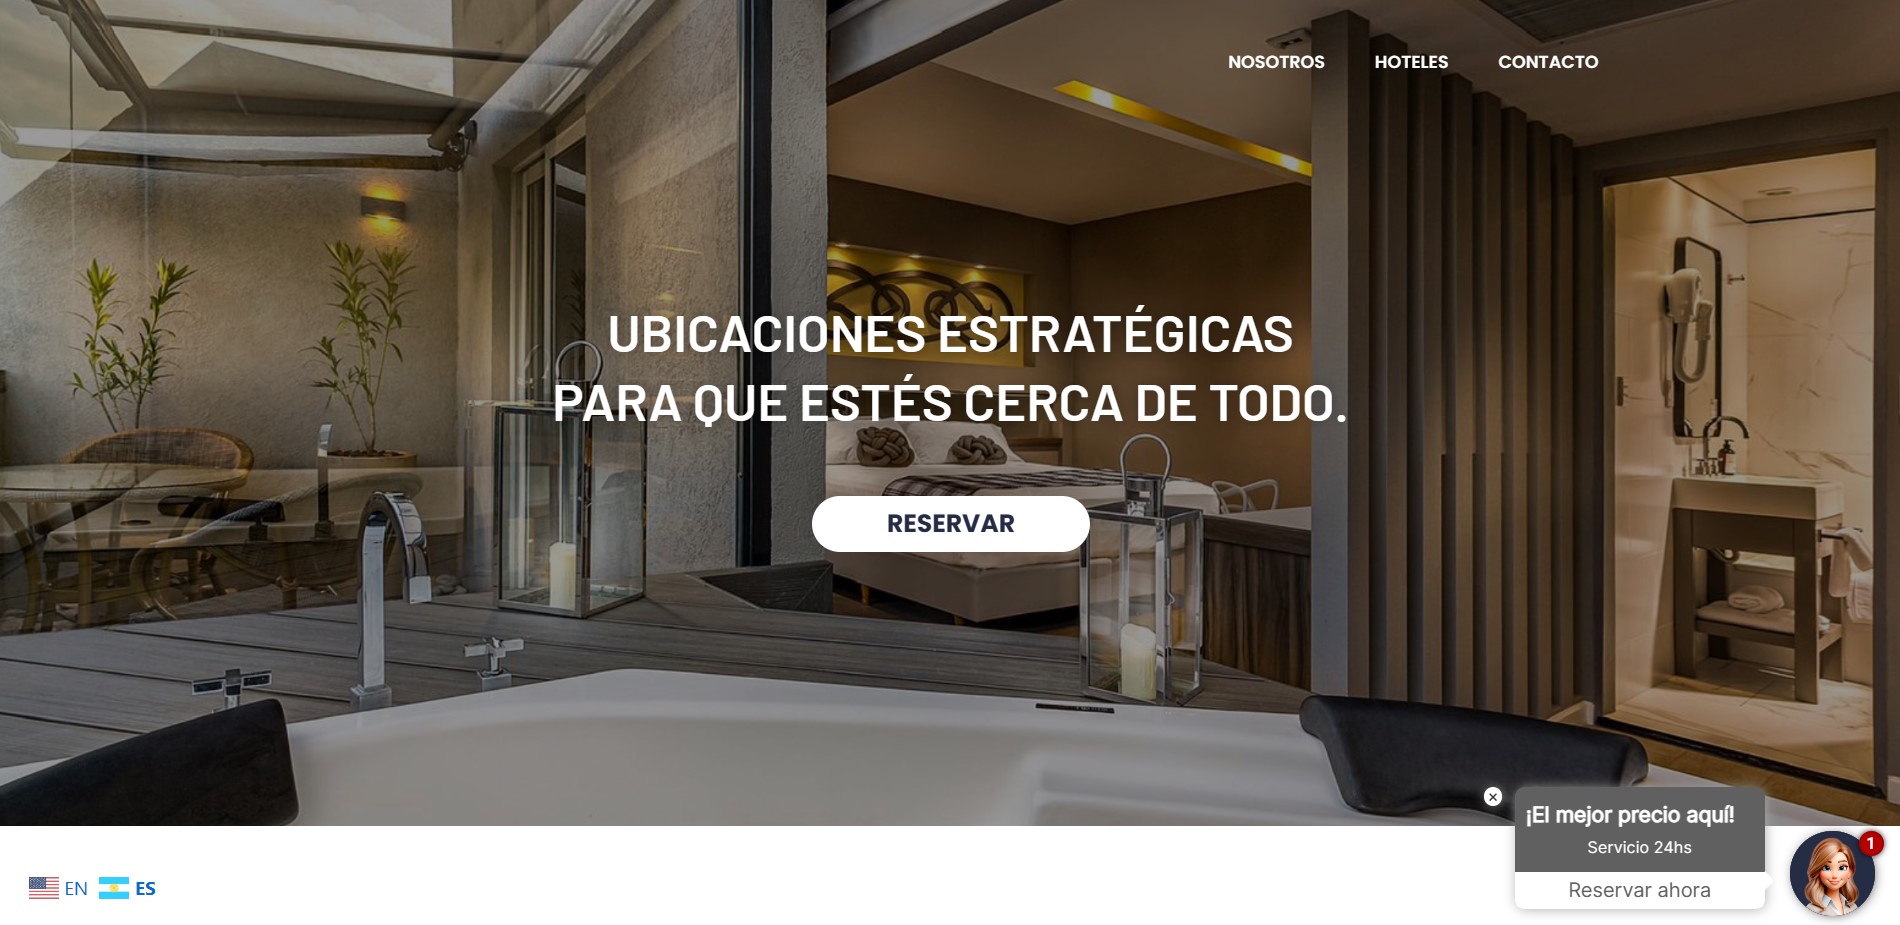 NOSOTROS HOTELES CONTACTO
UBICACIONES ESTRATÉGICAS
PARA QUE ESTÉS CERCA DE TODO.
RESERVAR
¡El mejor precio aquí!
Servicio 24hs
Reservar ahora
1
EN ES